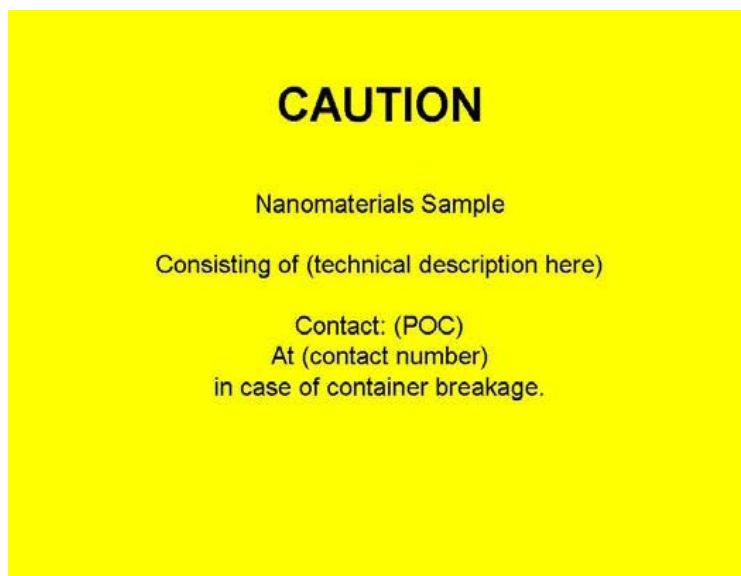 CAUTION
Nanomaterials Sample
Consisting of (technical description here)
Contact: (POC)
At (contact number)
in case of container breakage.